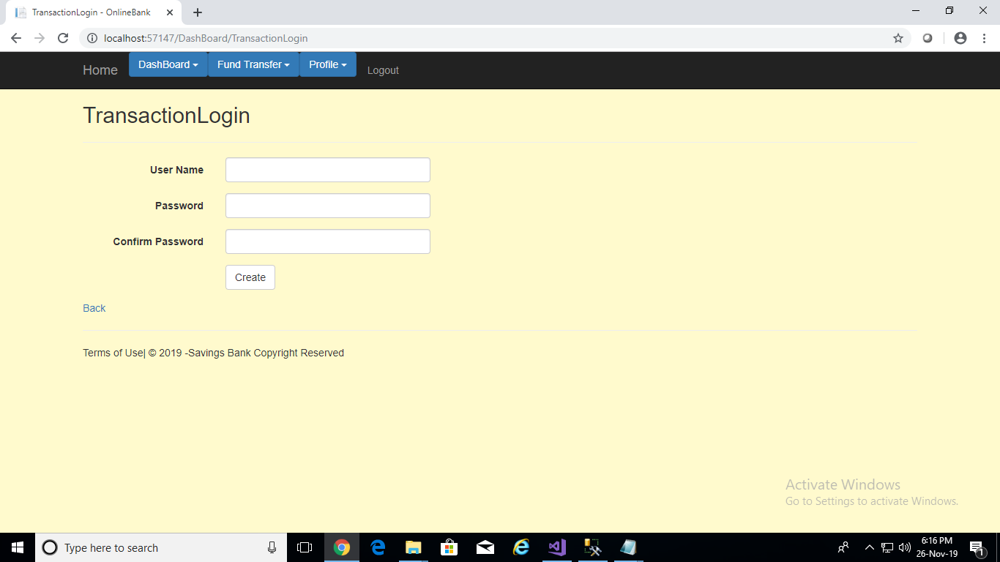 TransactionLogin - OnlineBank
localhost:57147/DashBoard/TransactionLogin
Home DashBoard Fund Transfer Profile Logout
TransactionLogin
User Name
Password
Confirm Password
Create
Back
Terms of Use| © 2019 -Savings Bank Copyright Reserved
Activate Windows
Go to Settings to activate Windows.
Type here to search
6:16 PM
26-Nov-19
1